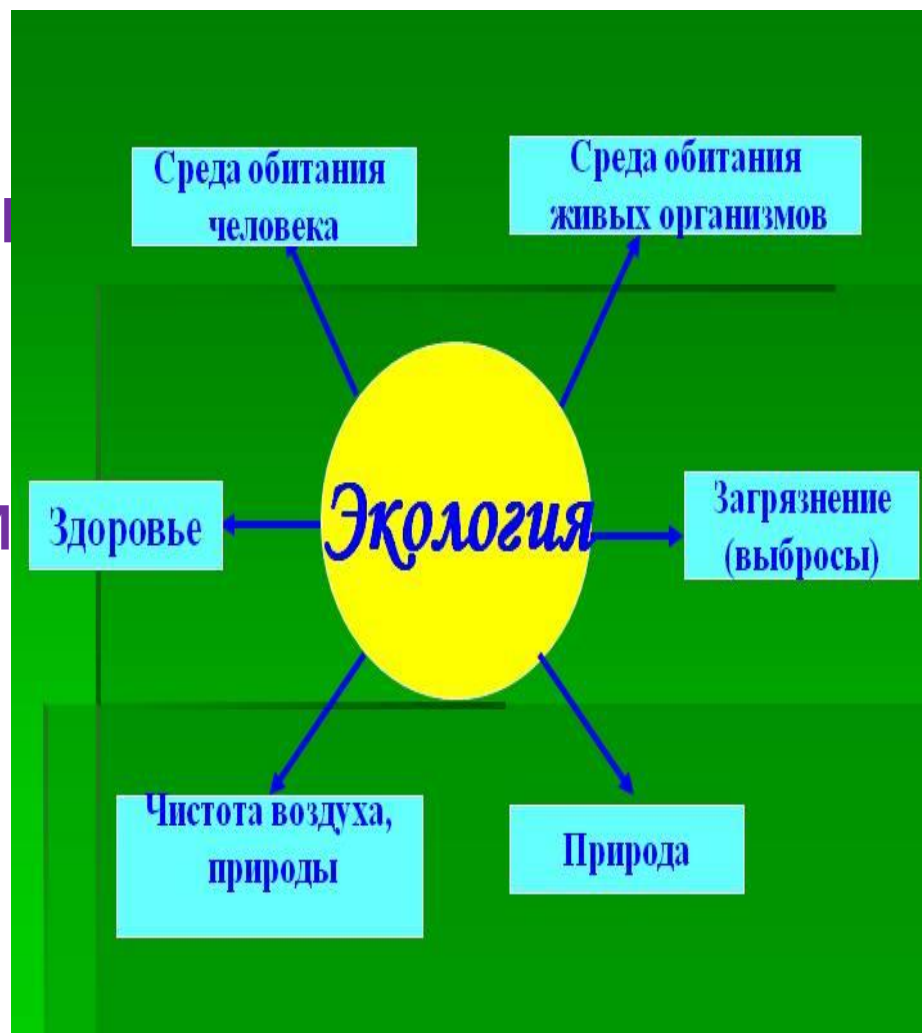 Среда обитания
человека
Среда обитания
живых организмов
Здоровье
Экология
Загрязнение
(выбросы)
Чистота воздуха,
природы
Природа